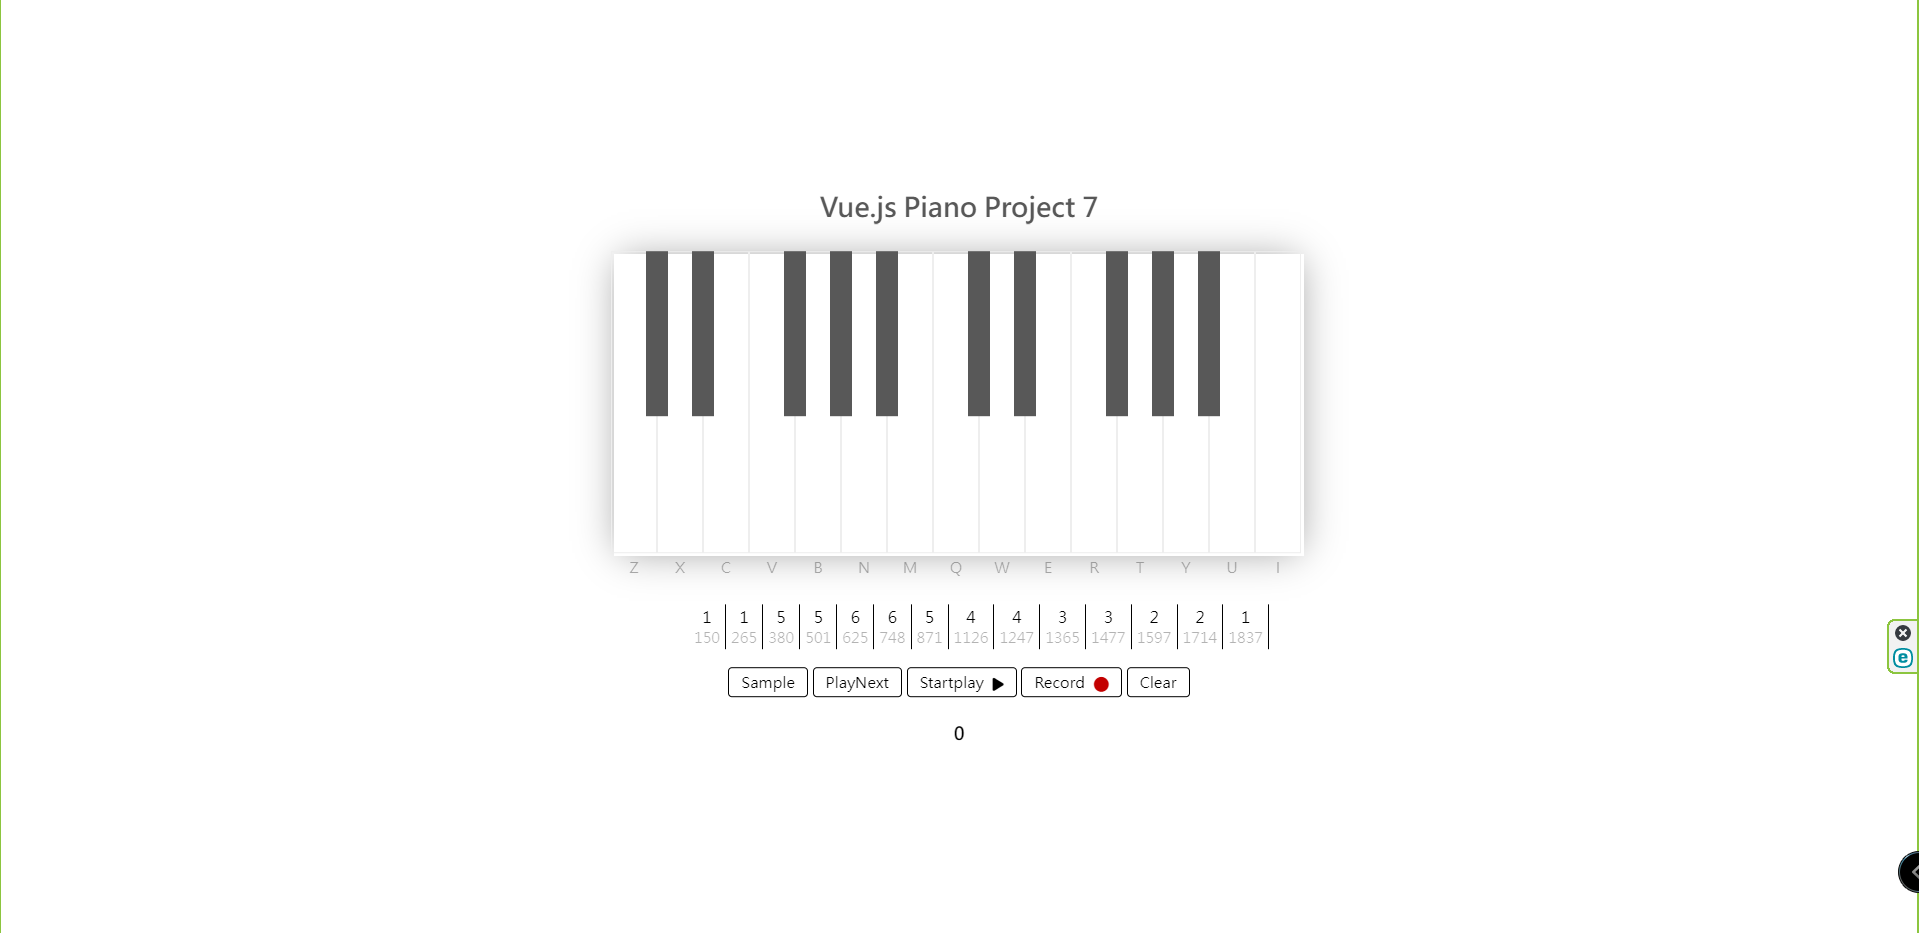 Vue.js Piano Project 7
Z X C V B N M Q W E R T Y U I
1 1 5 5 6 6 5 4 4 3 3 2 2 1
150 265 380 501 625 748 871 1126 1247 1365 1477 1597 1714 1837
Sample PlayNext Startplay Record Clear
0
e